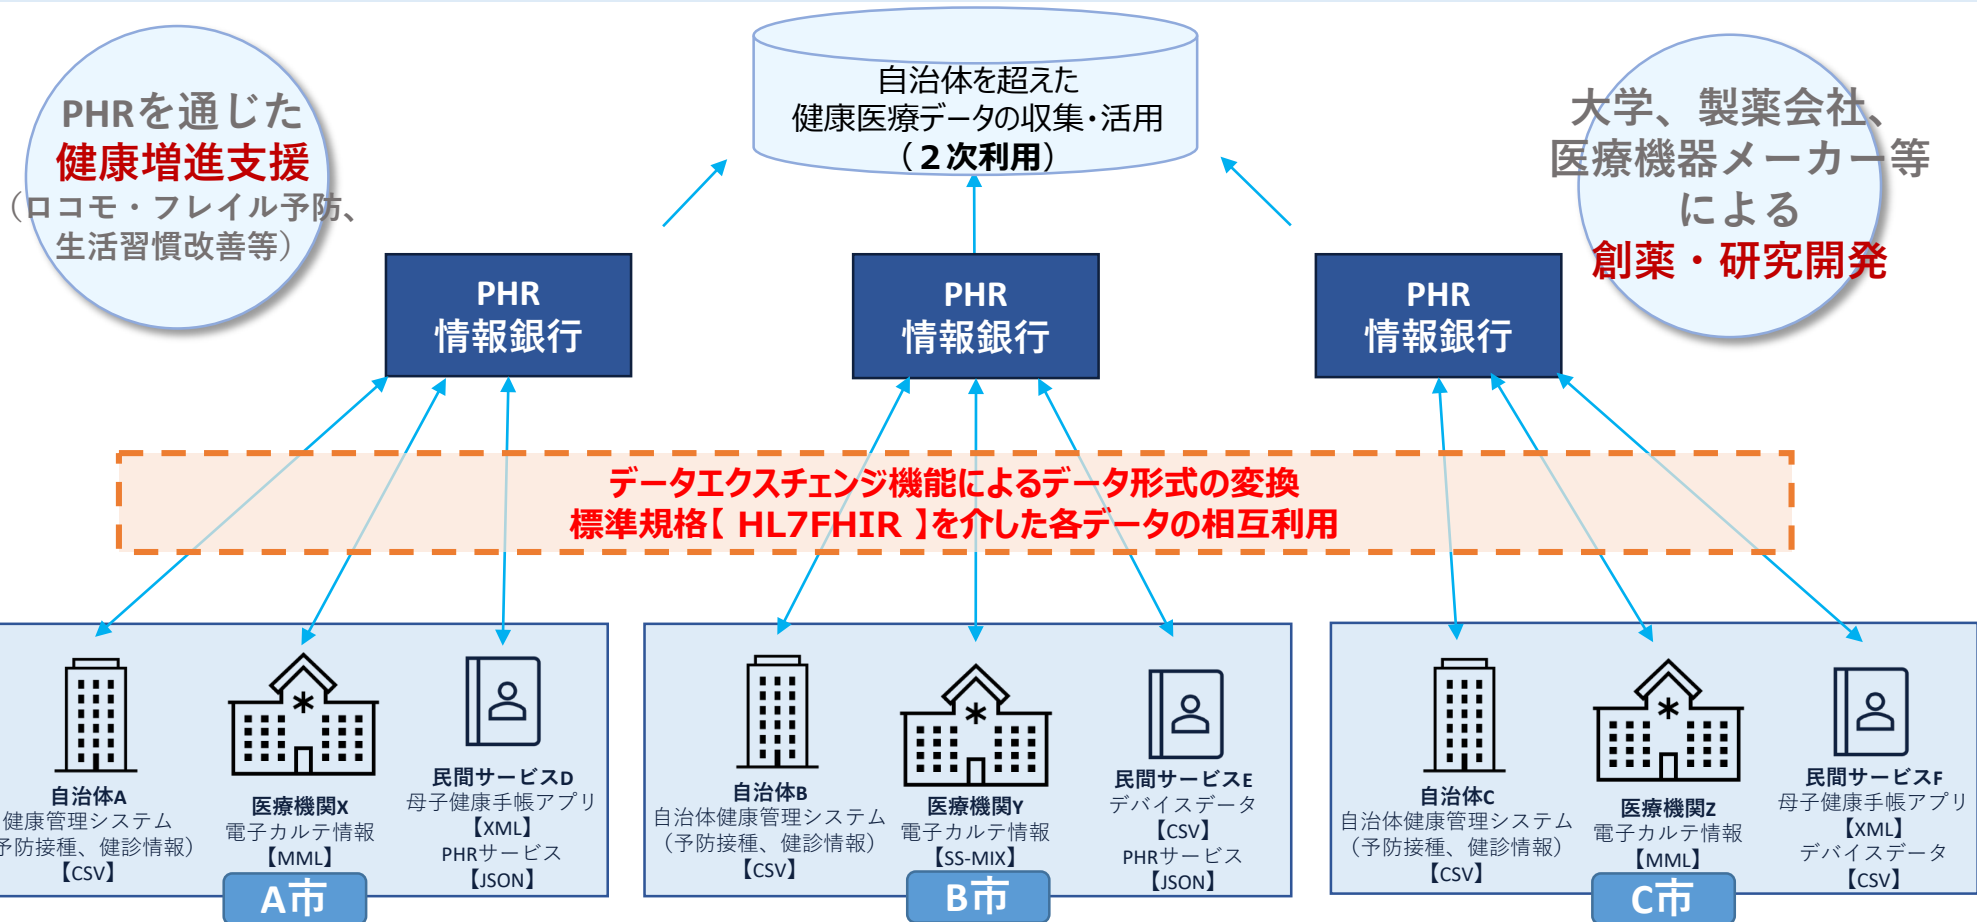 自治体を超えた
健康医療データの収集・活用
（２次利用）
PHRを通じた
健康増進支援
（ロコモ・フレイル予防、
生活習慣改善等）
大学、製薬会社、
医療機器メーカー等
による
創薬・研究開発
PHR
情報銀行
PHR
情報銀行
PHR
情報銀行
データエクスチェンジ機能によるデータ形式の変換
標準規格【 HL7FHIR 】を介した各データの相互利用
自治体A
健康管理システム
予防接種、健診情報）
【CSV】
医療機関X
電子カルテ情報
【MML】
民間サービスD
母子健康手帳アプリ
【XML】
PHRサービス
【JSON】
A市
自治体B
自治体健康管理システム
（予防接種、健診情報）
【CSV】
医療機関Y
電子カルテ情報
【SS-MIX】
民間サービスE
デバイスデータ
【CSV】
PHRサービス
【JSON】
B市
自治体C
自治体健康管理システム
（予防接種、健診情報）
【CSV】
医療機関Z
電子カルテ情報
【MML】
民間サービスF
母子健康手帳アプリ
【XML】
デバイスデータ
【CSV】
C市